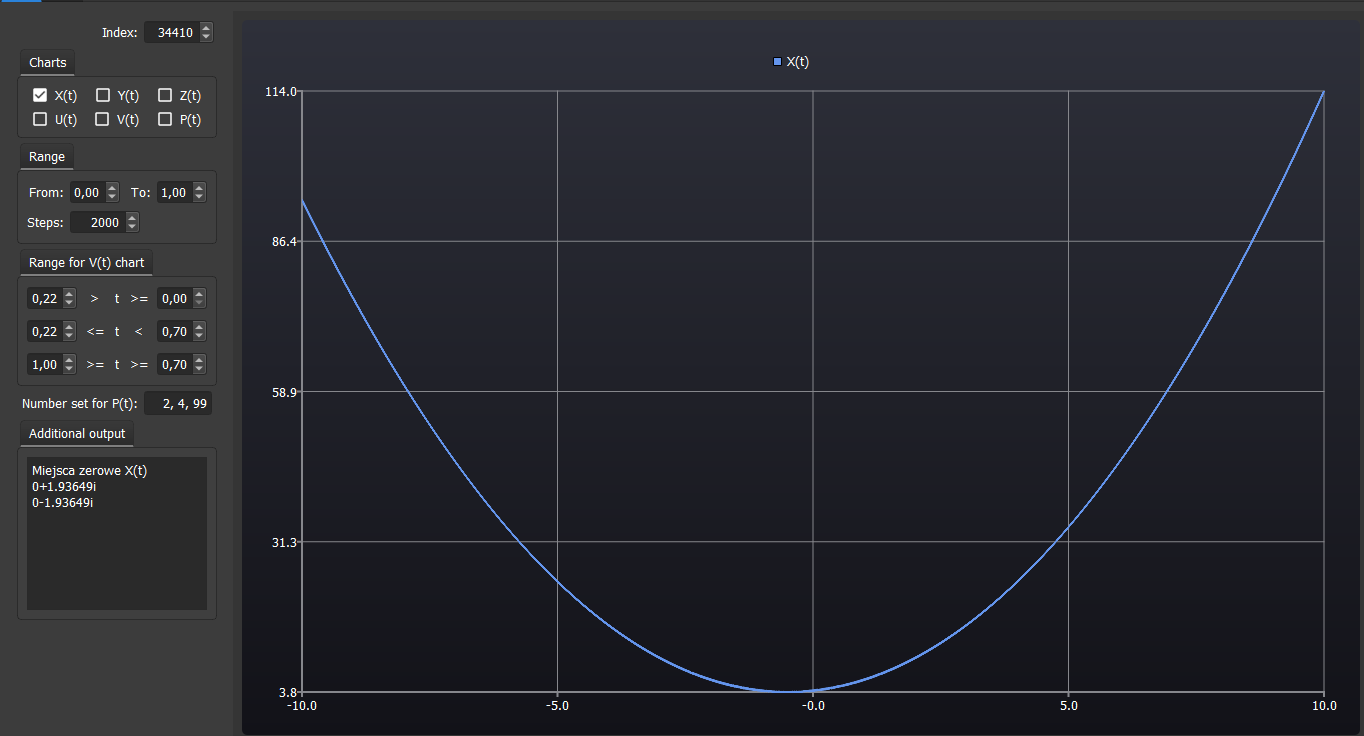 Index: 34410
Charts
X(t) Y(t) Z(t)
U(t) V(t) P(t)
Range
From: 0,00 To: 1,00
Steps: 2000
Range for V(t) chart
0,22 > t >= 0,00
0,22 <= t < 0,70
1,00 >= t >= 0,70
Number set for P(t): 2, 4, 99
Additional output
Miejsca zerowe X(t)
0+1.93649i
0-1.93649i
X(t)
114.0
86.4
58.9
31.3
3.8
-10.0 -5.0 -0.0 5.0 10.0